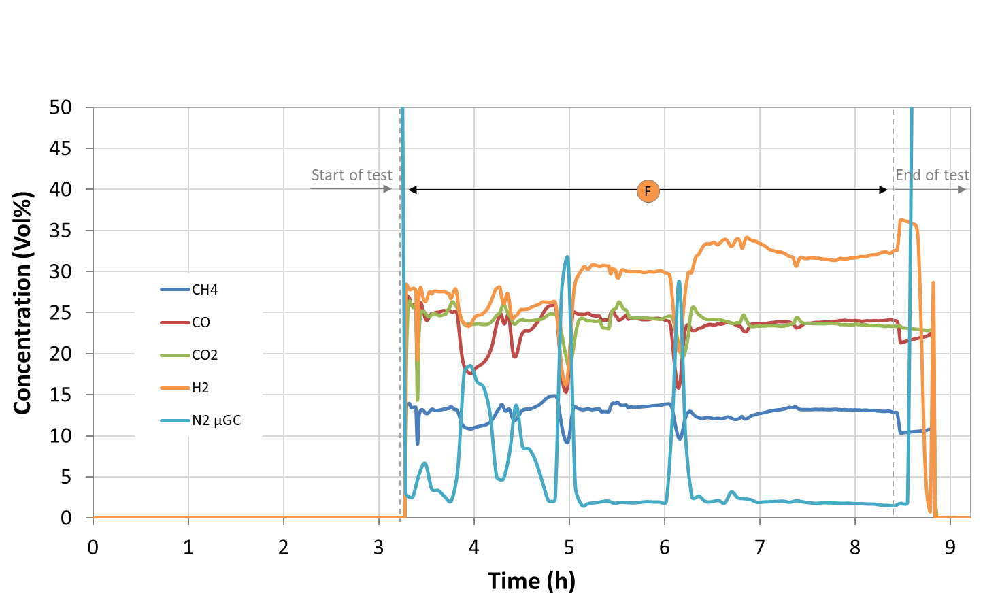 50
45
40
35
30
25
20
15
10
5
0
Concentration (Vol%)
Start of test
F
End of test
CH4
CO
CO2
H2
N2 µGC
0 1 2 3 4 5 6 7 8 9
Time (h)